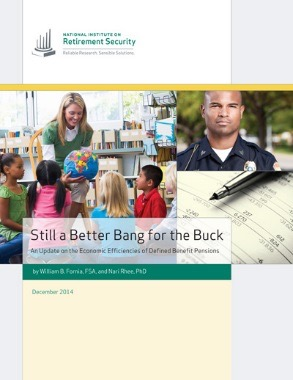 NATIONAL INSTITUTE ON
Retirement Security
Reliable Research. Sensible Solutions.
Still a Better Bang for the Buck
An Update on the Economic Efficiencies of Defined Benefit Pensions
by William B. Fornia, FSA, and Nari Rhee, PhD
December 2014